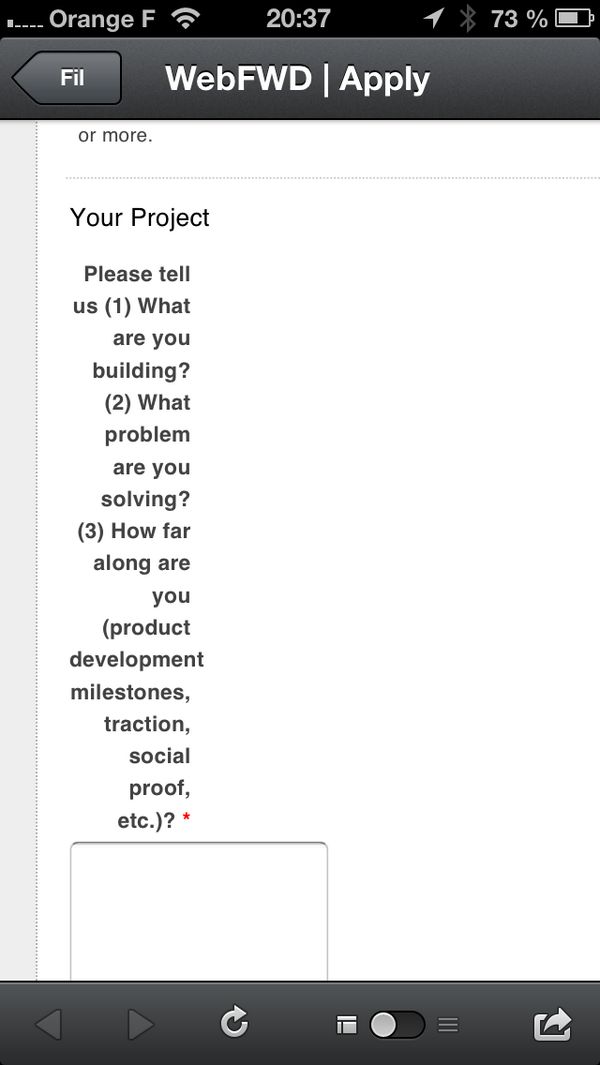 Orange F 20:37 73 %
Fil WebFWD | Apply
or more.
Your Project
Please tell
us (1) What
are you
building?
(2) What
problem
are you
solving?
(3) How far
along are
you
(product
development
milestones,
traction,
social
proof,
etc.)? *